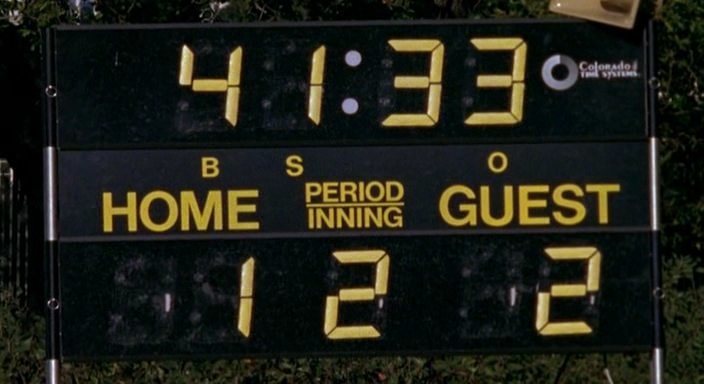 41:33
Colorado
TIME SYSTEMS
B S O
HOME PERIOD GUEST
INNING
1 2 2